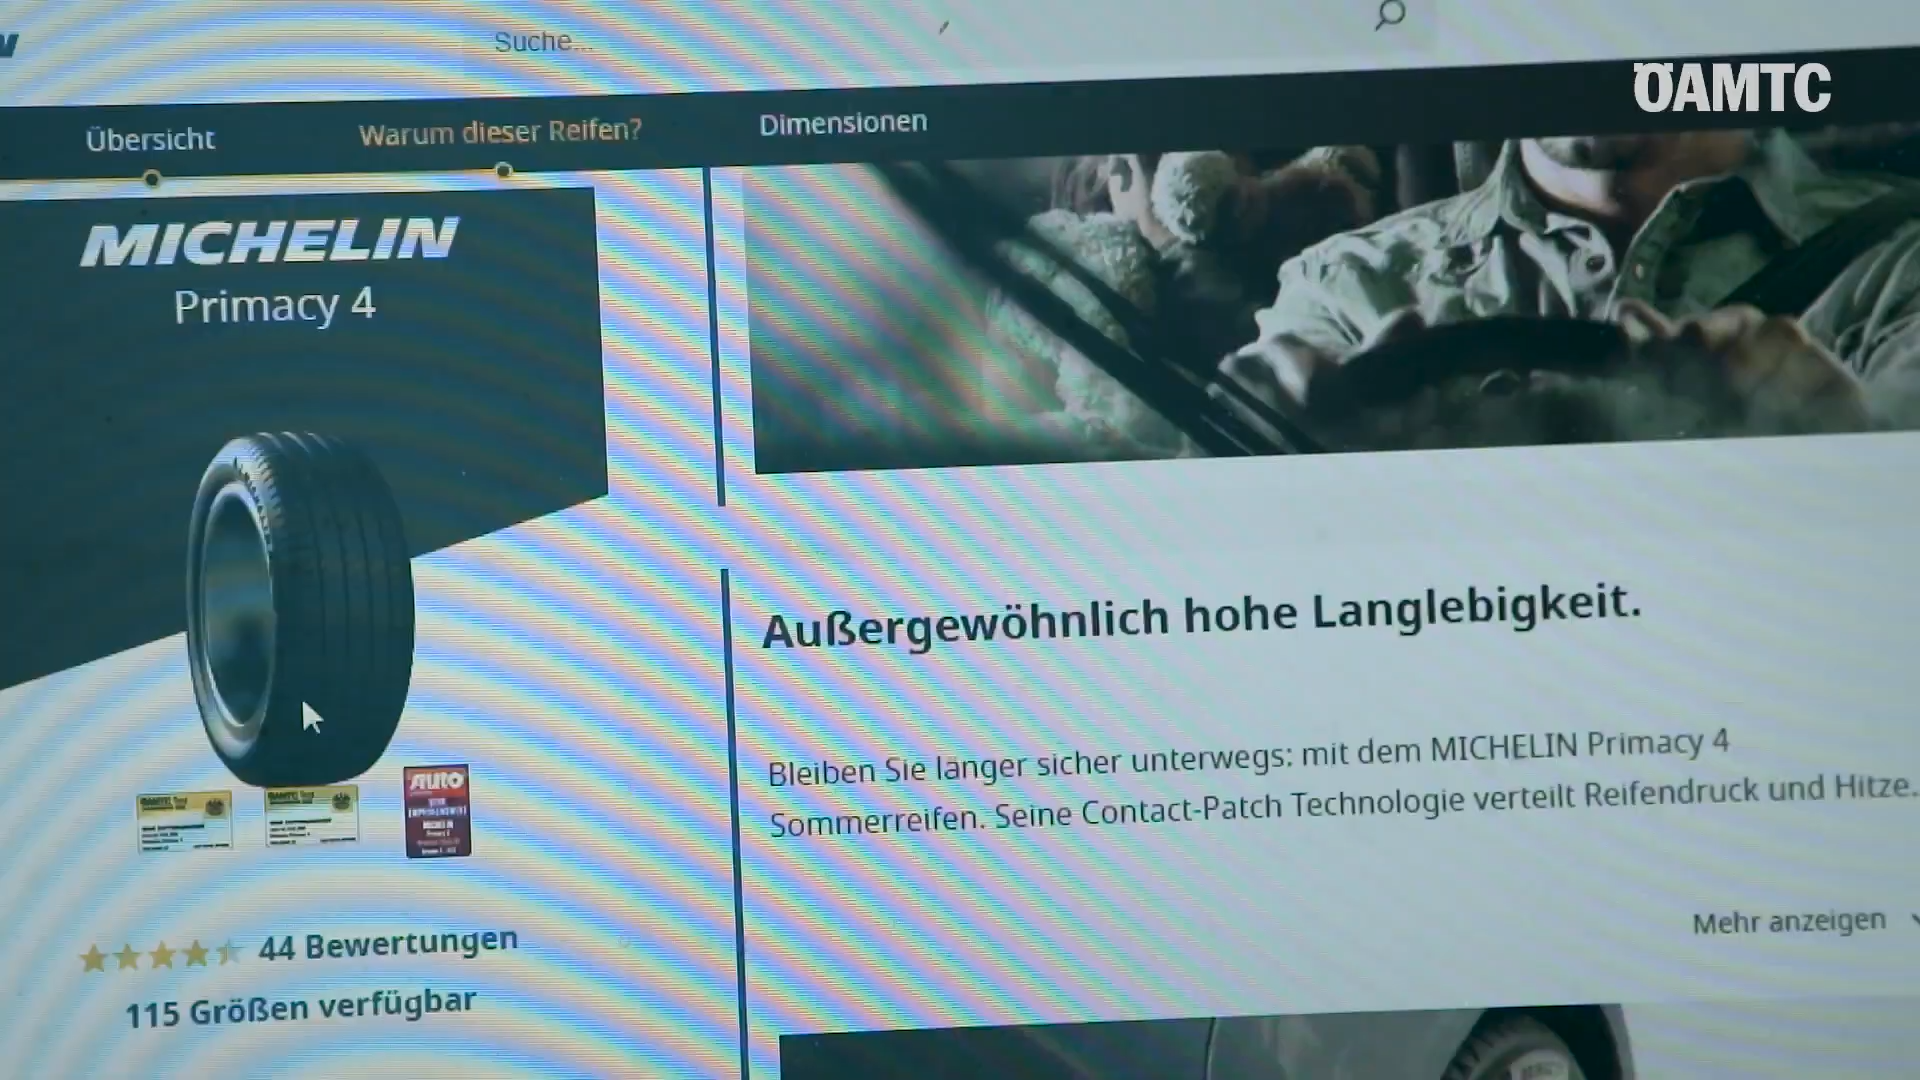 Suche...
ÖAMTC
Übersicht
Warum dieser Reifen?
Dimensionen
MICHELIN
Primacy 4
Außergewöhnlich hohe Langlebigkeit.
Bleiben Sie länger sicher unterwegs: mit dem MICHELIN Primacy 4
Sommerreifen. Seine Contact-Patch Technologie verteilt Reifendruck und Hitze.
Mehr anzeigen
Auto
44 Bewertungen
115 Größen verfügbar